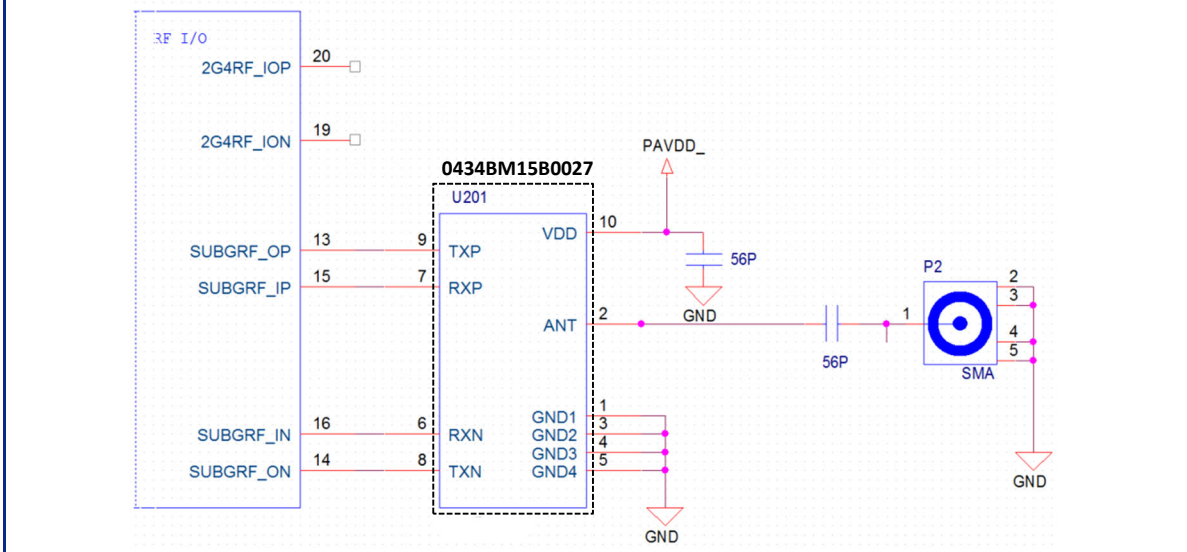 RF I/O
2G4RF_IOP 20
2G4RF_ION 19
PAVDD_
0434BM15B0027
U201
VDD 10
SUBGRF_OP 13 9 TXP
56P
P2
SUBGRF_IP 15 7 RXP
2
3
GND
ANT 2
1
4
5
56P
SMA
GND1 1
SUBGRF_IN 16 6 RXN GND2 3
GND3 4
SUBGRF_ON 14 8 TXN GND4 5
GND
GND